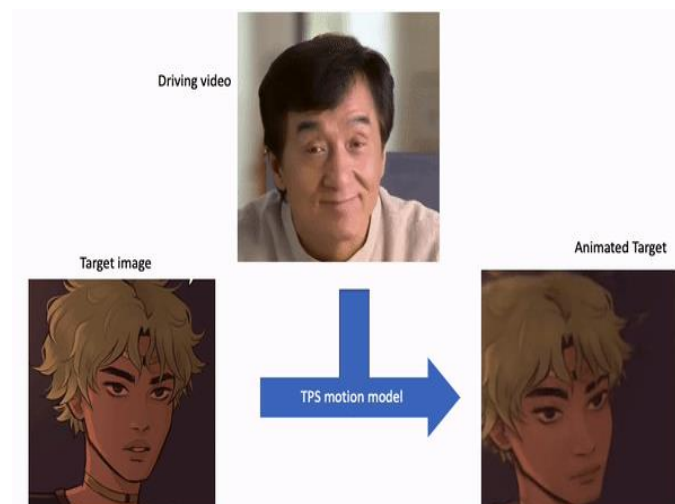 Driving video
Target image
Animated Target
TPS motion model